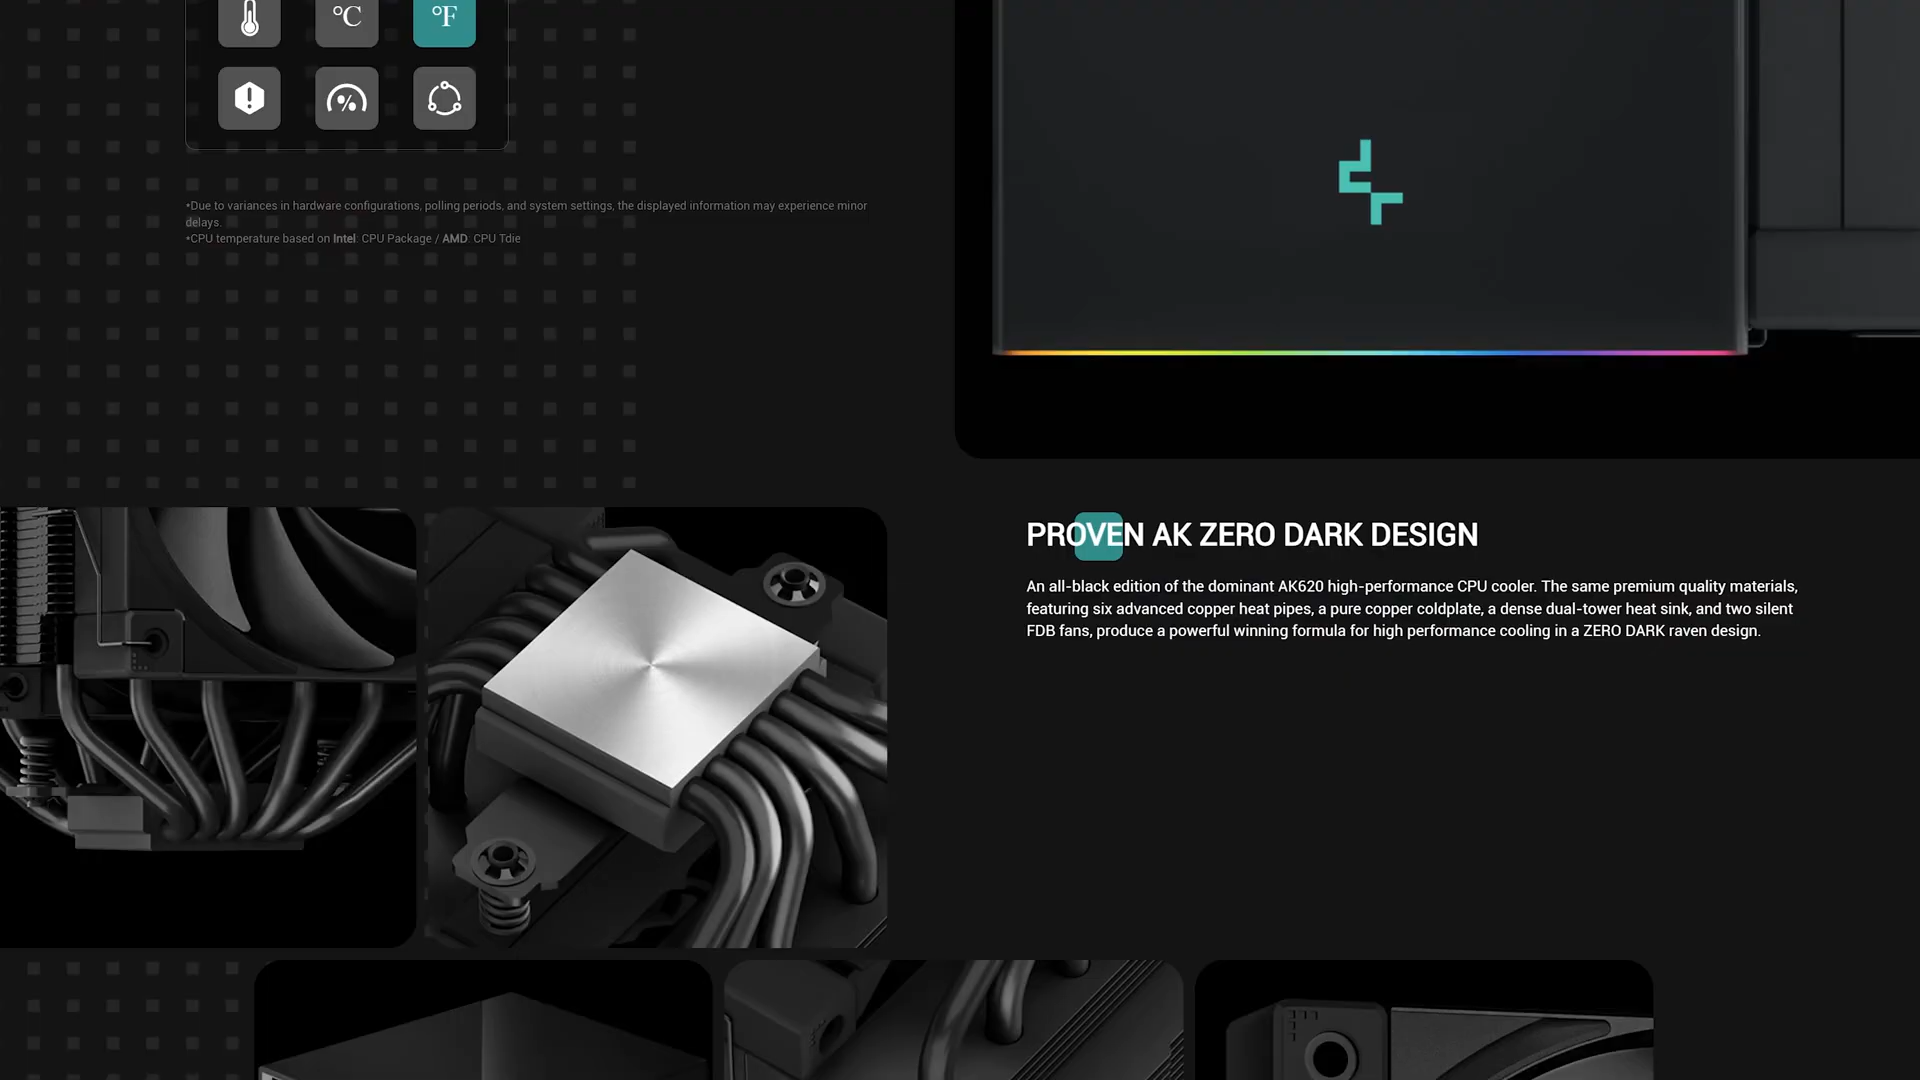 °C
°F
%
•Due to variances in hardware configurations, polling periods, and system settings, the displayed information may experience minor
delays.
•CPU temperature based on Intel: CPU Package / AMD: CPU Tdie
PROVEN AK ZERO DARK DESIGN
An all-black edition of the dominant AK620 high-performance CPU cooler. The same premium quality materials,
featuring six advanced copper heat pipes, a pure copper coldplate, a dense dual-tower heat sink, and two silent
FDB fans, produce a powerful winning formula for high performance cooling in a ZERO DARK raven design.